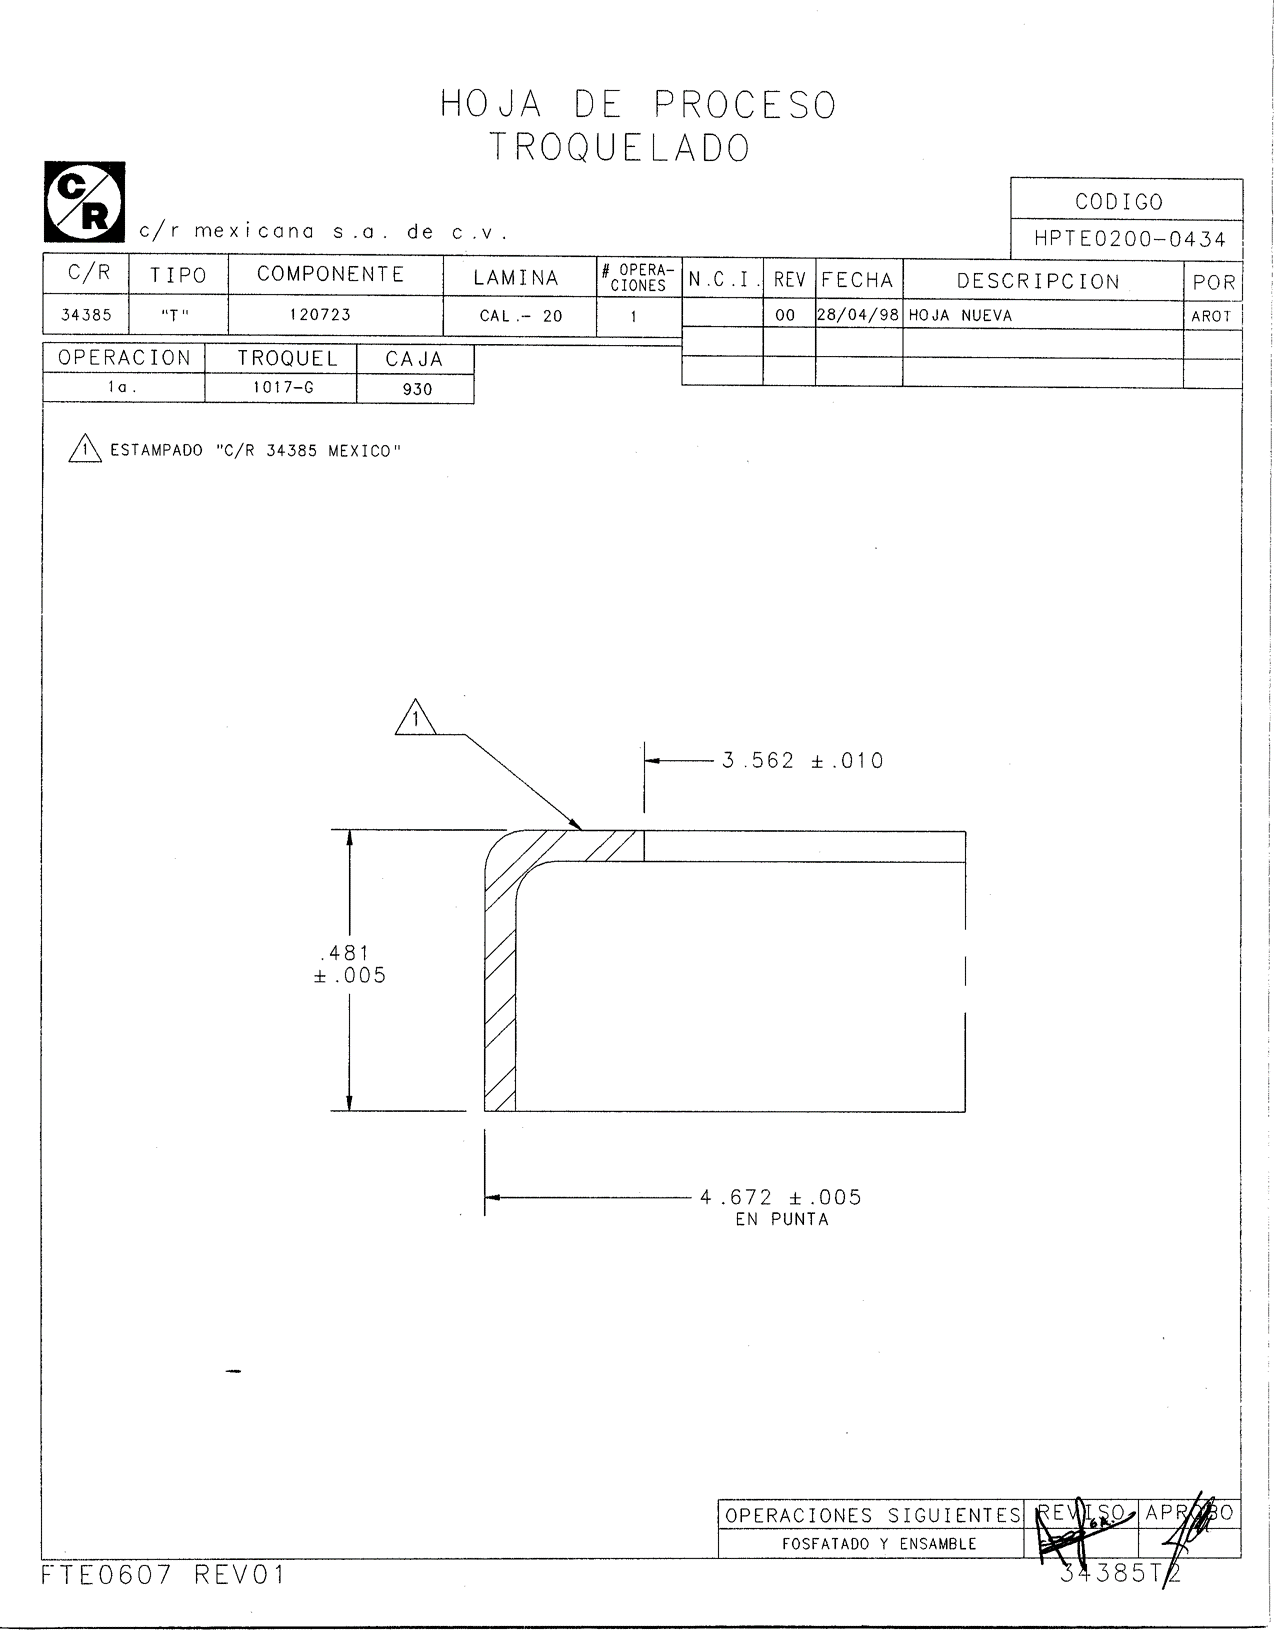 HOJA DE PROCESO
TROQUELADO
C/R
c/r mexicana s.a. de c.v.
CODIGO
HPTE0200-0434
C/R TIPO COMPONENTE LAMINA # OPERA-CIONES N.C.I. REV FECHA DESCRIPCION POR
34385 "T" 120723 CAL.- 20 1 00 28/04/98 HOJA NUEVA AROT
OPERACION TROQUEL CAJA
1a. 1017-G 930
1 ESTAMPADO "C/R 34385 MEXICO"
1
3.562 ±.010
.481
±.005
4.672 ±.005
EN PUNTA
OPERACIONES SIGUIENTES REVISO APROBO
FOSFATADO Y ENSAMBLE
FTE0607 REV01 34385T2